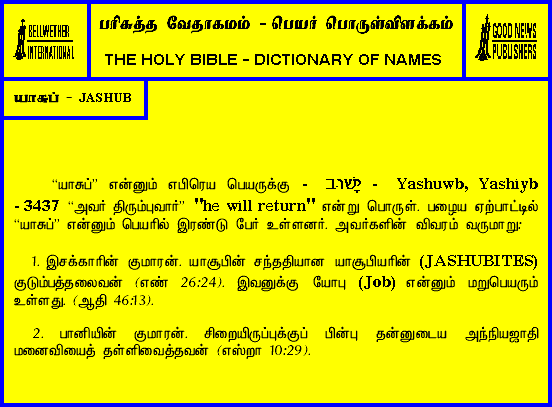 BELLWETHER
INTERNATIONAL
பரிசுத்த வேதாகமம் - பெயர் பொருள்விளக்கம்
THE HOLY BIBLE - DICTIONARY OF NAMES
GOOD NEWS
PUBLISHERS
யாசுப் - JASHUB
“யாசுப்” என்னும் எபிரெய பெயருக்கு - יָשׁוּב - Yashuwb, Yashiyb
- 3437 “அவர் திரும்புவார்” "he will return" என்று பொருள். பழைய ஏற்பாட்டில்
“யாசுப்” என்னும் பெயரில் இரண்டு பேர் உள்ளனர். அவர்களின் விவரம் வருமாறு:
1. இசக்காரின் குமாரன். யாசூபின் சந்ததியான யாசூபியரின் (JASHUBITES)
குடும்பத்தலைவன் (எண் 26:24). இவனுக்கு யோபு (Job) என்னும் மறுபெயரும்
உள்ளது. (ஆதி 46:13).
2. பானியின் குமாரன். சிறையிருப்புக்குப் பின்பு தன்னுடைய அந்நியஜாதி
மனைவியைத் தள்ளிவைத்தவன் (எஸ்றா 10:29).